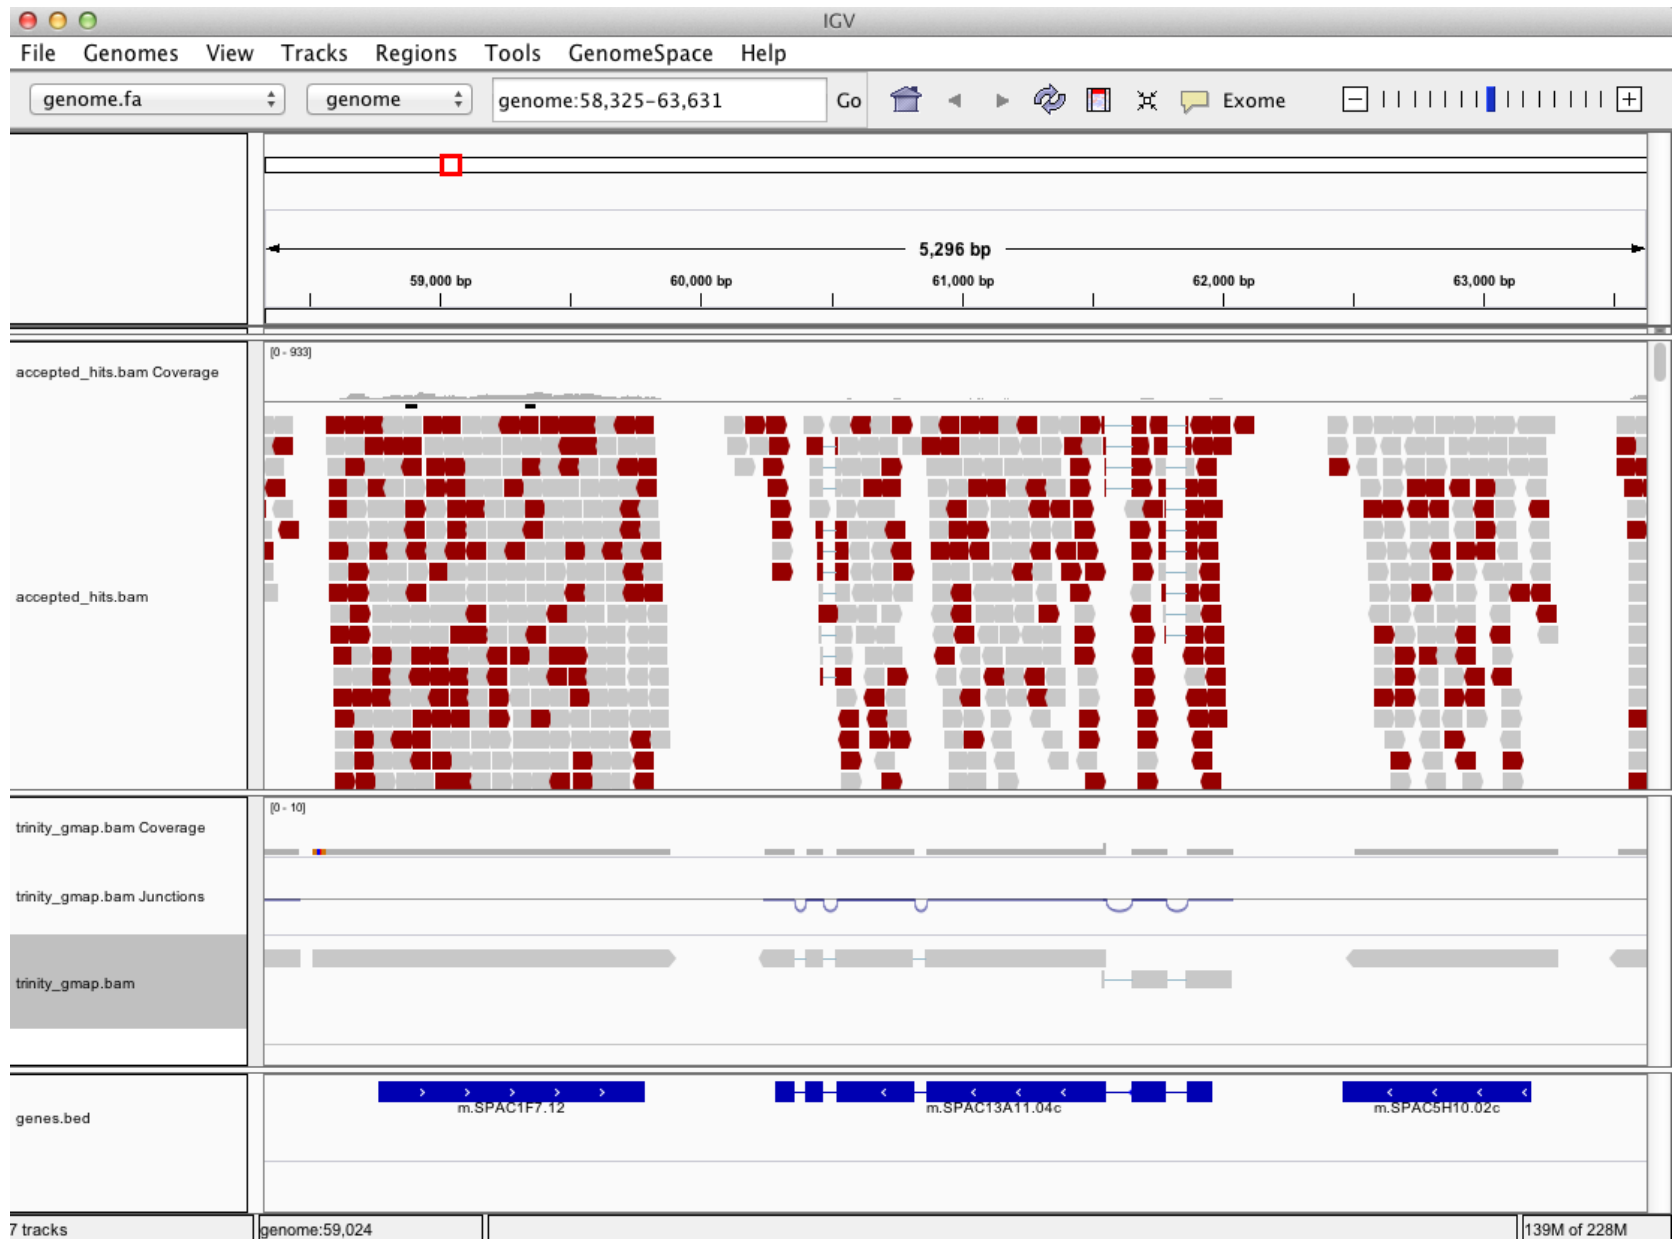 IGV
File Genomes View Tracks Regions Tools GenomeSpace Help
genome.fa genome genome:58,325-63,631 Go Exome
5,296 bp
59,000 bp 60,000 bp 61,000 bp 62,000 bp 63,000 bp
[0 - 933]
accepted_hits.bam Coverage
accepted_hits.bam
[0 - 10]
trinity_gmap.bam Coverage
trinity_gmap.bam Junctions
trinity_gmap.bam
m.SPAC1F7.12 m.SPAC13A11.04c m.SPAC5H10.02c
genes.bed
7 tracks genome:59,024 139M of 228M